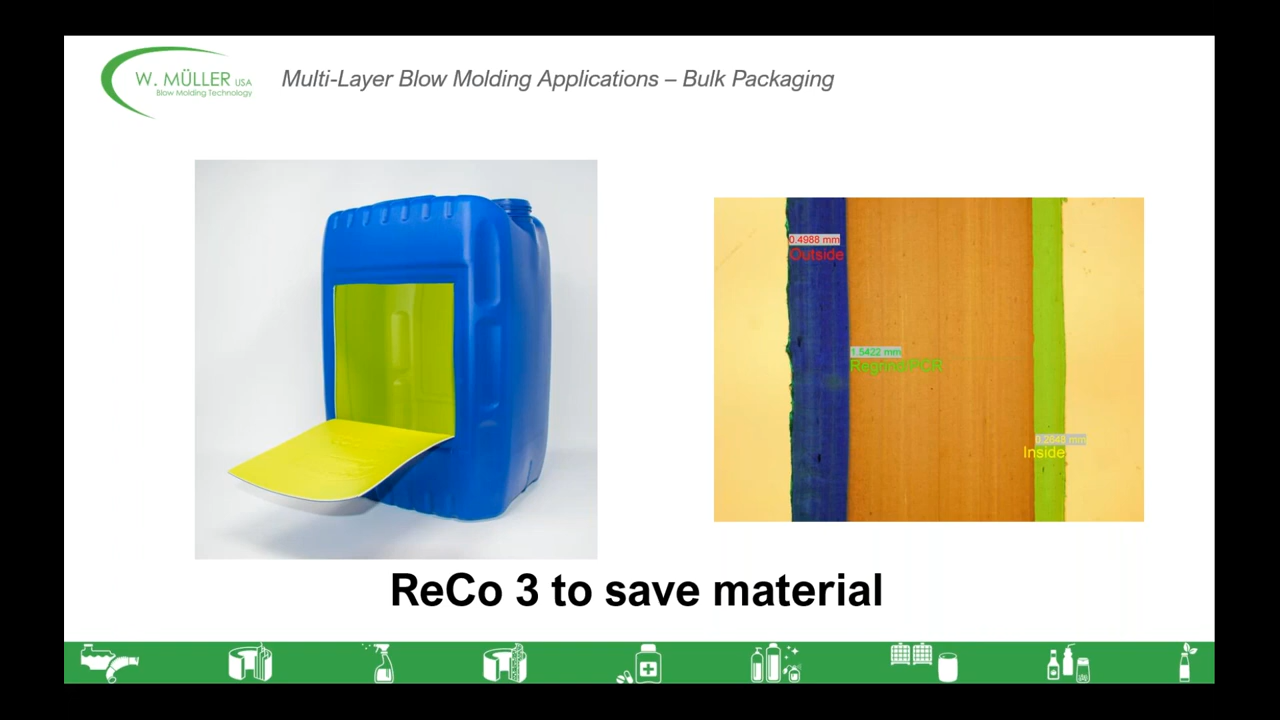 W. MÜLLER USA
Blow Molding Technology
Multi-Layer Blow Molding Applications – Bulk Packaging
0.4988 mm
Outside
1.5422 mm
Regrind/PCR
mm
Inside
ReCo 3 to save material